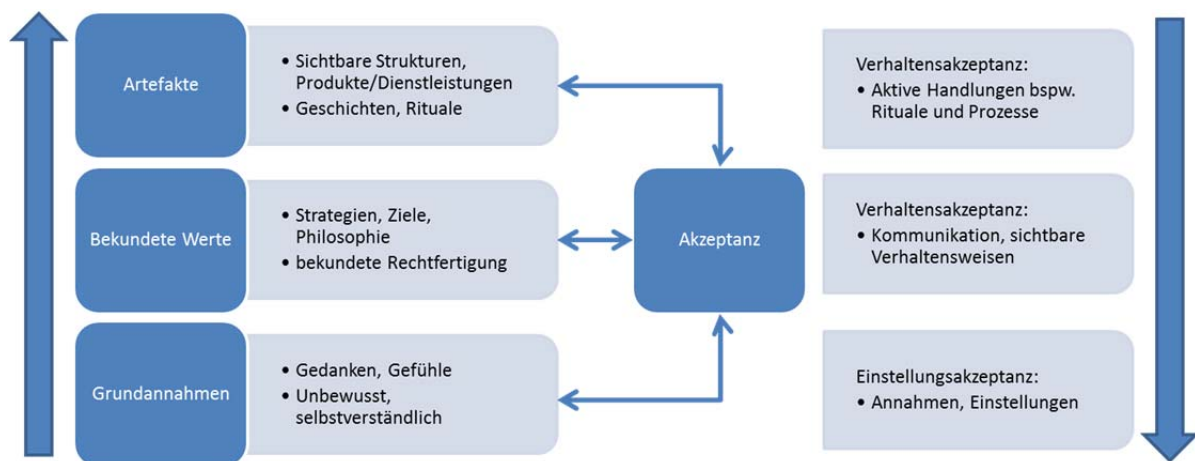 Artefakte
• Sichtbare Strukturen,
Produkte/Dienstleistungen
• Geschichten, Rituale
Verhaltensakzeptanz:
• Aktive Handlungen bspw.
Rituale und Prozesse
Bekundete Werte
• Strategien, Ziele,
Philosophie
• bekundete Rechtfertigung
Akzeptanz
Verhaltensakzeptanz:
• Kommunikation, sichtbare
Verhaltensweisen
Grundannahmen
• Gedanken, Gefühle
• Unbewusst,
selbstverständlich
Einstellungsakzeptanz:
• Annahmen, Einstellungen